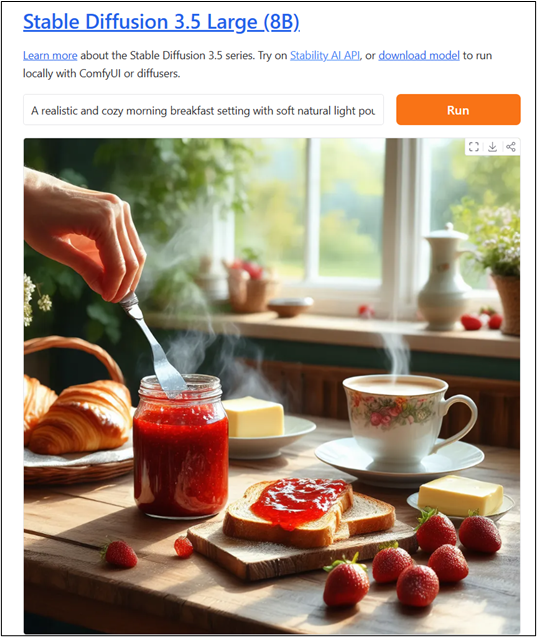 Stable Diffusion 3.5 Large (8B)
Learn more about the Stable Diffusion 3.5 series. Try on Stability AI API, or download model to run
locally with ComfyUI or diffusers.
A realistic and cozy morning breakfast setting with soft natural light pou
Run